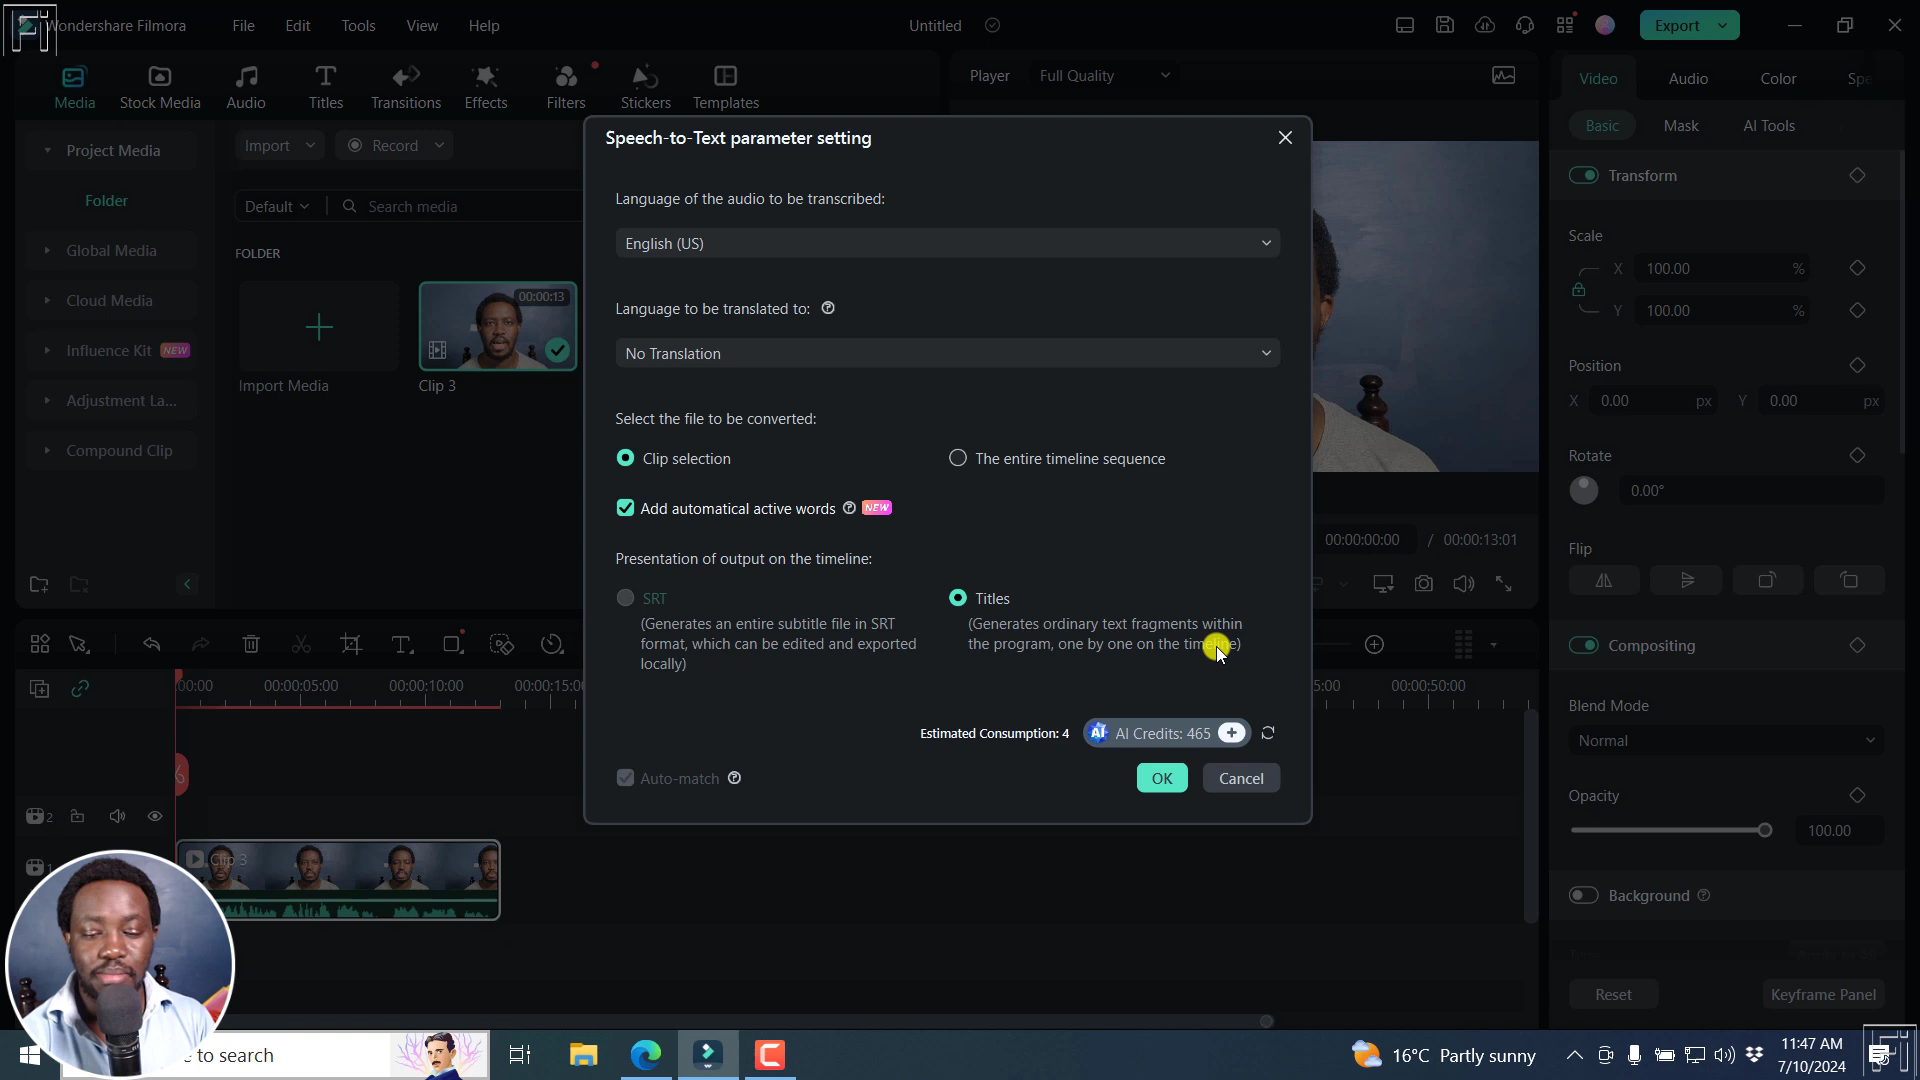 Wondershare Filmora
File
Edit
Tools
View
Help
Untitled
Export
Media
Stock Media
Audio
Titles
Transitions
Effects
Filters
Stickers
Templates
Player
Full Quality
Video
Audio
Color
Spe
Basic
Mask
AI Tools
Project Media
Folder
Global Media
Cloud Media
Influence Kit NEW
Adjustment La...
Compound Clip
Import
Record
Default
Search media
FOLDER
Import Media
00:00:13
Clip 3
Speech-to-Text parameter setting
Language of the audio to be transcribed:
English (US)
Language to be translated to:
No Translation
Select the file to be converted:
Clip selection
The entire timeline sequence
Add automatical active words NEW
Presentation of output on the timeline:
SRT
(Generates an entire subtitle file in SRT
format, which can be edited and exported
locally)
Titles
(Generates ordinary text fragments within
the program, one by one on the timeline)
Estimated Consumption: 4
AI AI Credits: 465
Auto-match
OK
Cancel
00:00:00:00 / 00:00:13:01
Transform
Scale
X 100.00 %
Y 100.00 %
Position
X 0.00 px Y 0.00 px
Rotate
0.00°
Flip
Compositing
Blend Mode
Normal
Opacity
100.00
Background
Reset
Keyframe Panel
:00:00
00:00:05:00
00:00:10:00
00:00:15:00
5:00
00:00:50:00
2
1
Clip 3
e to search
16°C Partly sunny
11:47 AM
7/10/2024